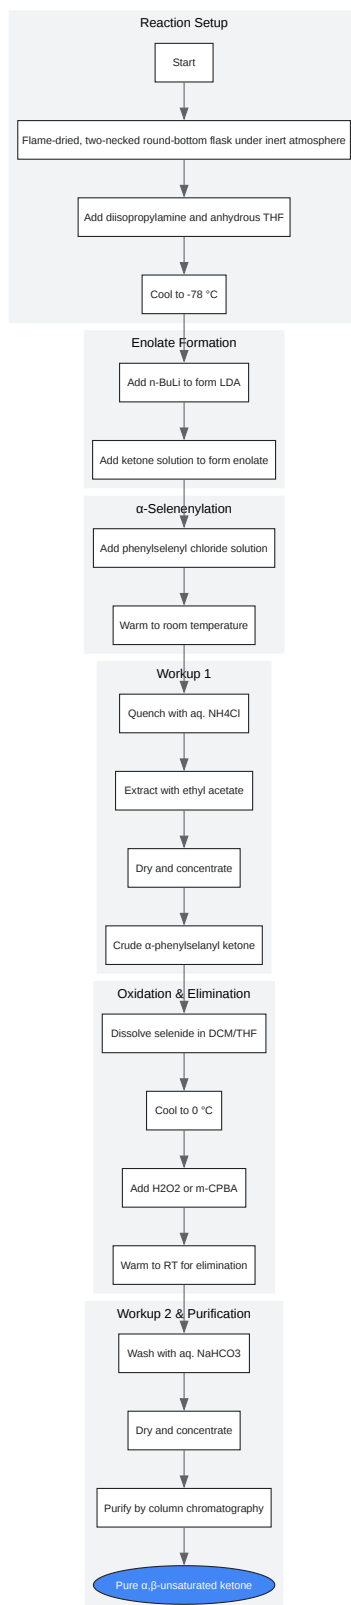 Reaction Setup
Start
Flame-dried, two-necked round-bottom flask under inert atmosphere
Add diisopropylamine and anhydrous THF
Cool to -78 °C
Enolate Formation
Add n-BuLi to form LDA
Add ketone solution to form enolate
α-Selenenylation
Add phenylselenyl chloride solution
Warm to room temperature
Workup 1
Quench with aq. NH4Cl
Extract with ethyl acetate
Dry and concentrate
Crude α-phenylselanyl ketone
Oxidation & Elimination
Dissolve selenide in DCM/THF
Cool to 0 °C
Add H2O2 or m-CPBA
Warm to RT for elimination
Workup 2 & Purification
Wash with aq. NaHCO3
Dry and concentrate
Purify by column chromatography
Pure α,β-unsaturated ketone